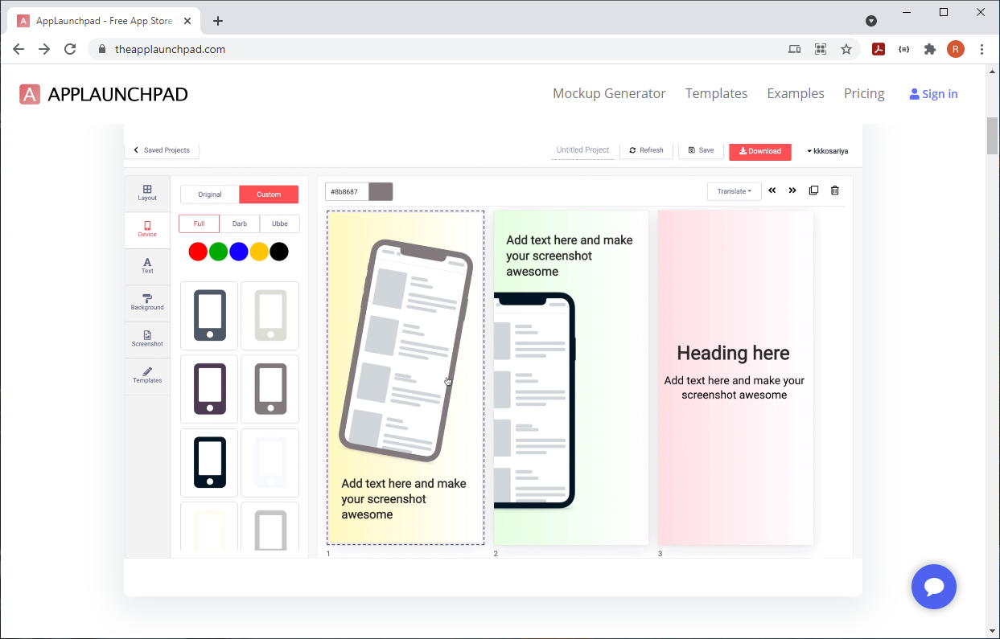 A AppLaunchpad - Free App Store
theapplaunchpad.com
R
A APPLAUNCHPAD
Mockup Generator Templates Examples Pricing Sign in
Saved Projects Untitled Project Refresh Save Download kkkosariya
Layout
Device
Text
Background
Screenshot
Templates
Original Custom
Full Darb Ubbe
#8b8687 Translate
Add text here and make
your screenshot
awesome
1
Add text here and make
your screenshot
awesome
2
Heading here
Add text here and make your
screenshot awesome
3